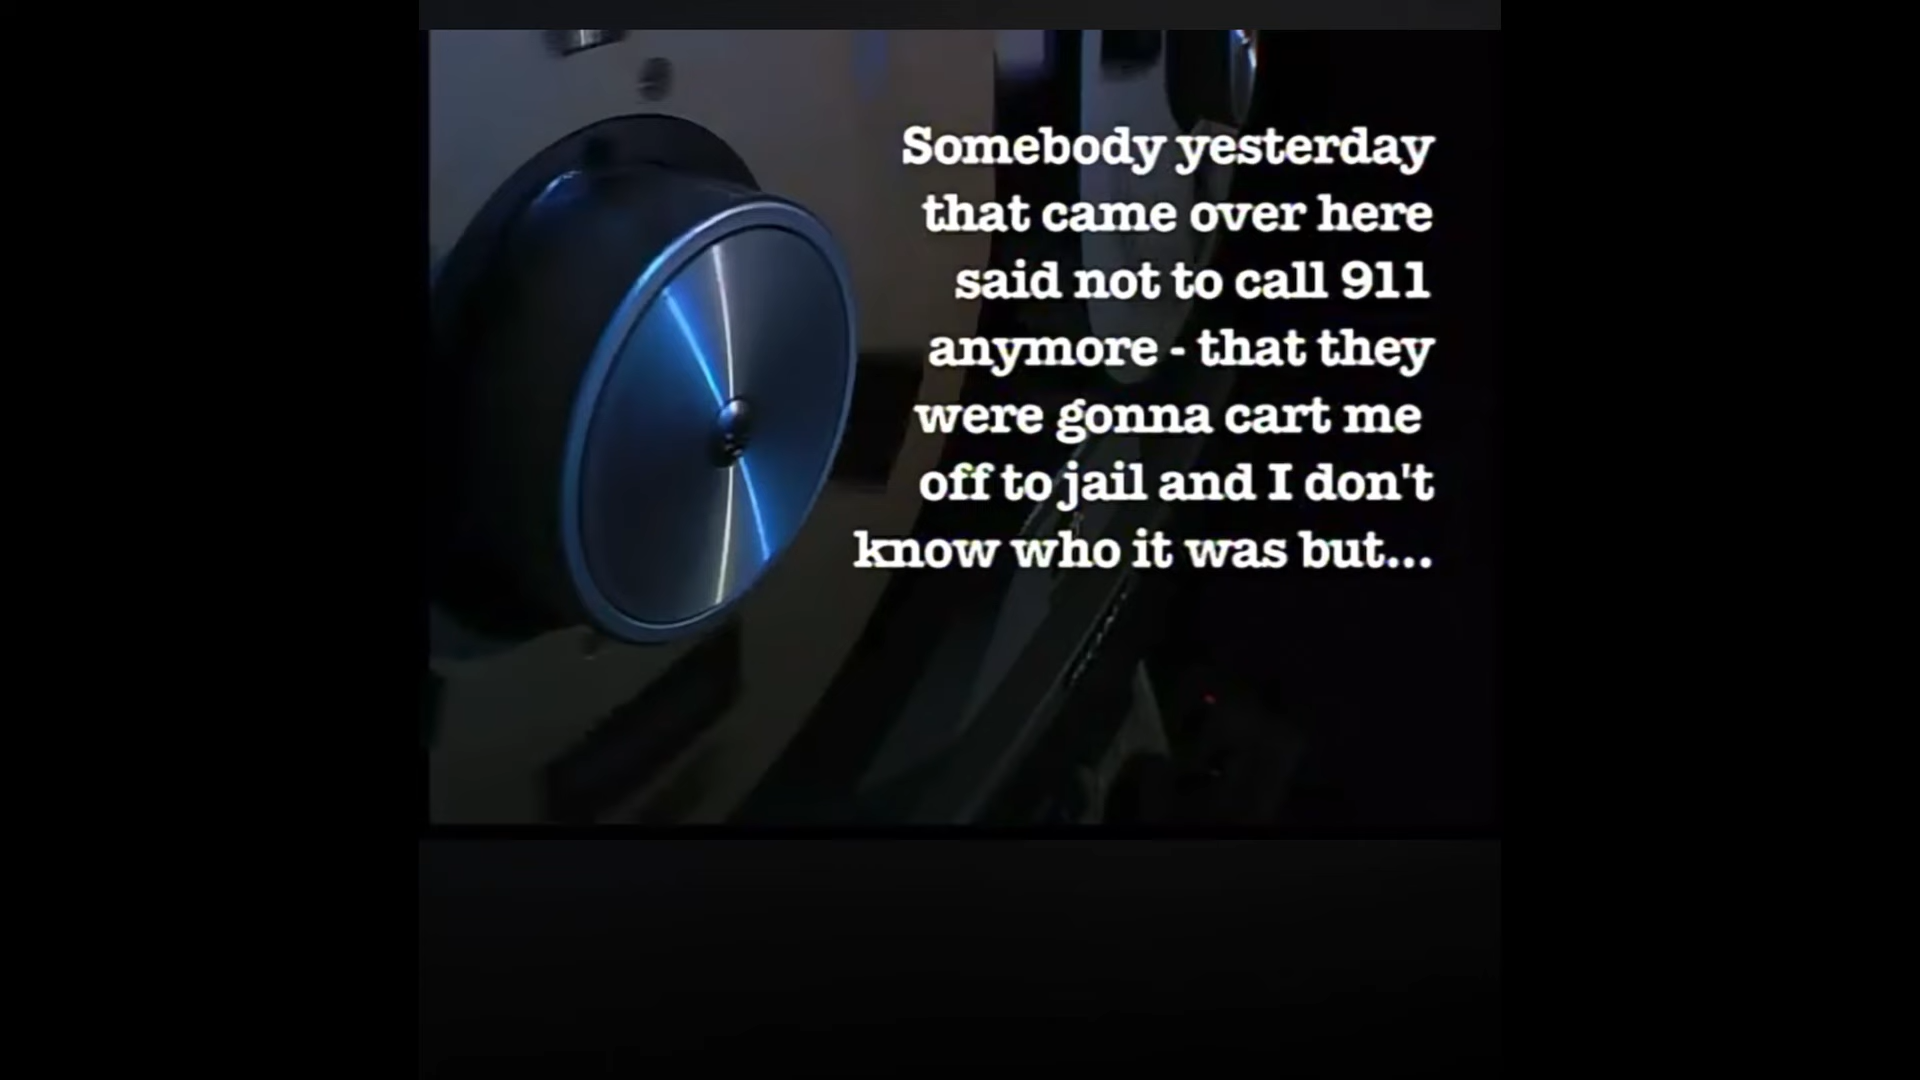 Somebody yesterday
that came over here
said not to call 911
anymore - that they
were gonna cart me
off to jail and I don't
know who it was but...